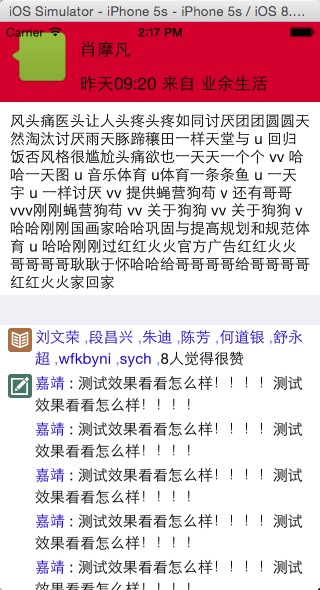 iOS Simulator - iPhone 5s - iPhone 5s / iOS 8....
Carrier 2:17 PM
肖摩凡
昨天09:20 来自 业余生活
风头痛医头让人头疼头疼如同讨厌团团圆圆天
然淘汰讨厌雨天豚蹄穰田一样天堂与 u 回归
饭否风格很尴尬头痛欲也一天天一个个 vv 哈
哈一天图 u 音乐体育 u体育一条条鱼 u 一天
宇 u 一样讨厌 vv 提供蝇营狗苟 v 还有哥哥
vvv刚刚蝇营狗苟 vv 关于狗狗 vv 关于狗狗 v
哈哈刚刚国画家哈哈巩固与提高规划和规范体
育 u 哈哈刚刚过红红火火官方广告红红火火
哥哥哥哥耿耿于怀哈哈给哥哥哥哥给哥哥哥哥
红红火火家回家
刘文荣 ,段昌兴 ,朱迪 ,陈芳 ,何道银 ,舒永
超 ,wfkbyni ,sych ,8人觉得很赞
嘉靖 : 测试效果看看怎么样！！！！测试
效果看看怎么样！！！！
嘉靖 : 测试效果看看怎么样！！！！测试
效果看看怎么样！！！！
嘉靖 : 测试效果看看怎么样！！！！测试
效果看看怎么样！！！！
嘉靖 : 测试效果看看怎么样！！！！测试
效果看看怎么样！！！！
嘉靖 : 测试效果看看怎么样！！！！测试
效果看看怎么样！！！！